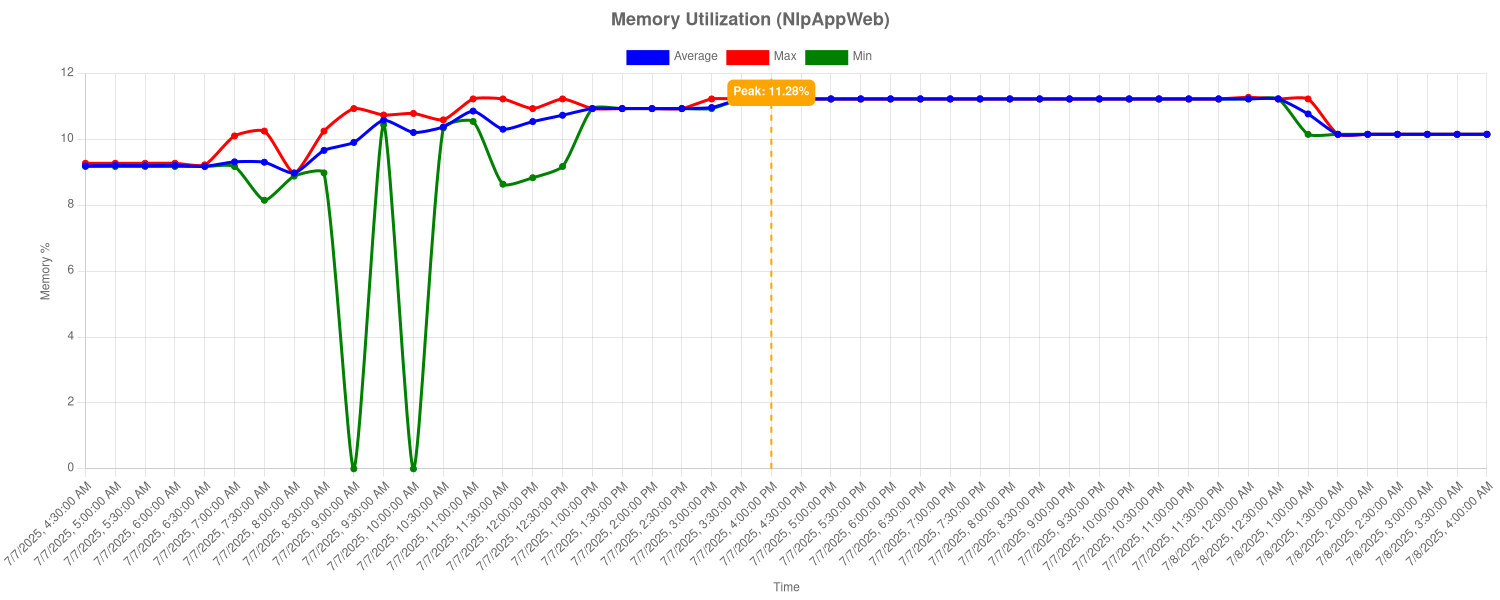 Memory Utilization (NlpAppWeb)
Average Max Min
Peak: 11.28%
12
10
8
6
4
2
0
Memory %
7/7/2025, 4:30:00 AM
7/7/2025, 5:00:00 AM
7/7/2025, 5:30:00 AM
7/7/2025, 6:00:00 AM
7/7/2025, 6:30:00 AM
7/7/2025, 7:00:00 AM
7/7/2025, 7:30:00 AM
7/7/2025, 8:00:00 AM
7/7/2025, 8:30:00 AM
7/7/2025, 9:00:00 AM
7/7/2025, 9:30:00 AM
7/7/2025, 10:00:00 AM
7/7/2025, 10:30:00 AM
7/7/2025, 11:00:00 AM
7/7/2025, 11:30:00 AM
7/7/2025, 12:00:00 PM
7/7/2025, 12:30:00 PM
7/7/2025, 1:00:00 PM
7/7/2025, 1:30:00 PM
7/7/2025, 2:00:00 PM
7/7/2025, 2:30:00 PM
7/7/2025, 3:00:00 PM
7/7/2025, 3:30:00 PM
7/7/2025, 4:00:00 PM
7/7/2025, 4:30:00 PM
7/7/2025, 5:00:00 PM
7/7/2025, 5:30:00 PM
7/7/2025, 6:00:00 PM
7/7/2025, 6:30:00 PM
7/7/2025, 7:00:00 PM
7/7/2025, 7:30:00 PM
7/7/2025, 8:00:00 PM
7/7/2025, 8:30:00 PM
7/7/2025, 9:00:00 PM
7/7/2025, 9:30:00 PM
7/7/2025, 10:00:00 PM
7/7/2025, 10:30:00 PM
7/7/2025, 11:00:00 PM
7/7/2025, 11:30:00 PM
7/8/2025, 12:00:00 AM
7/8/2025, 12:30:00 AM
7/8/2025, 1:00:00 AM
7/8/2025, 1:30:00 AM
7/8/2025, 2:00:00 AM
7/8/2025, 2:30:00 AM
7/8/2025, 3:00:00 AM
7/8/2025, 3:30:00 AM
7/8/2025, 4:00:00 AM
Time